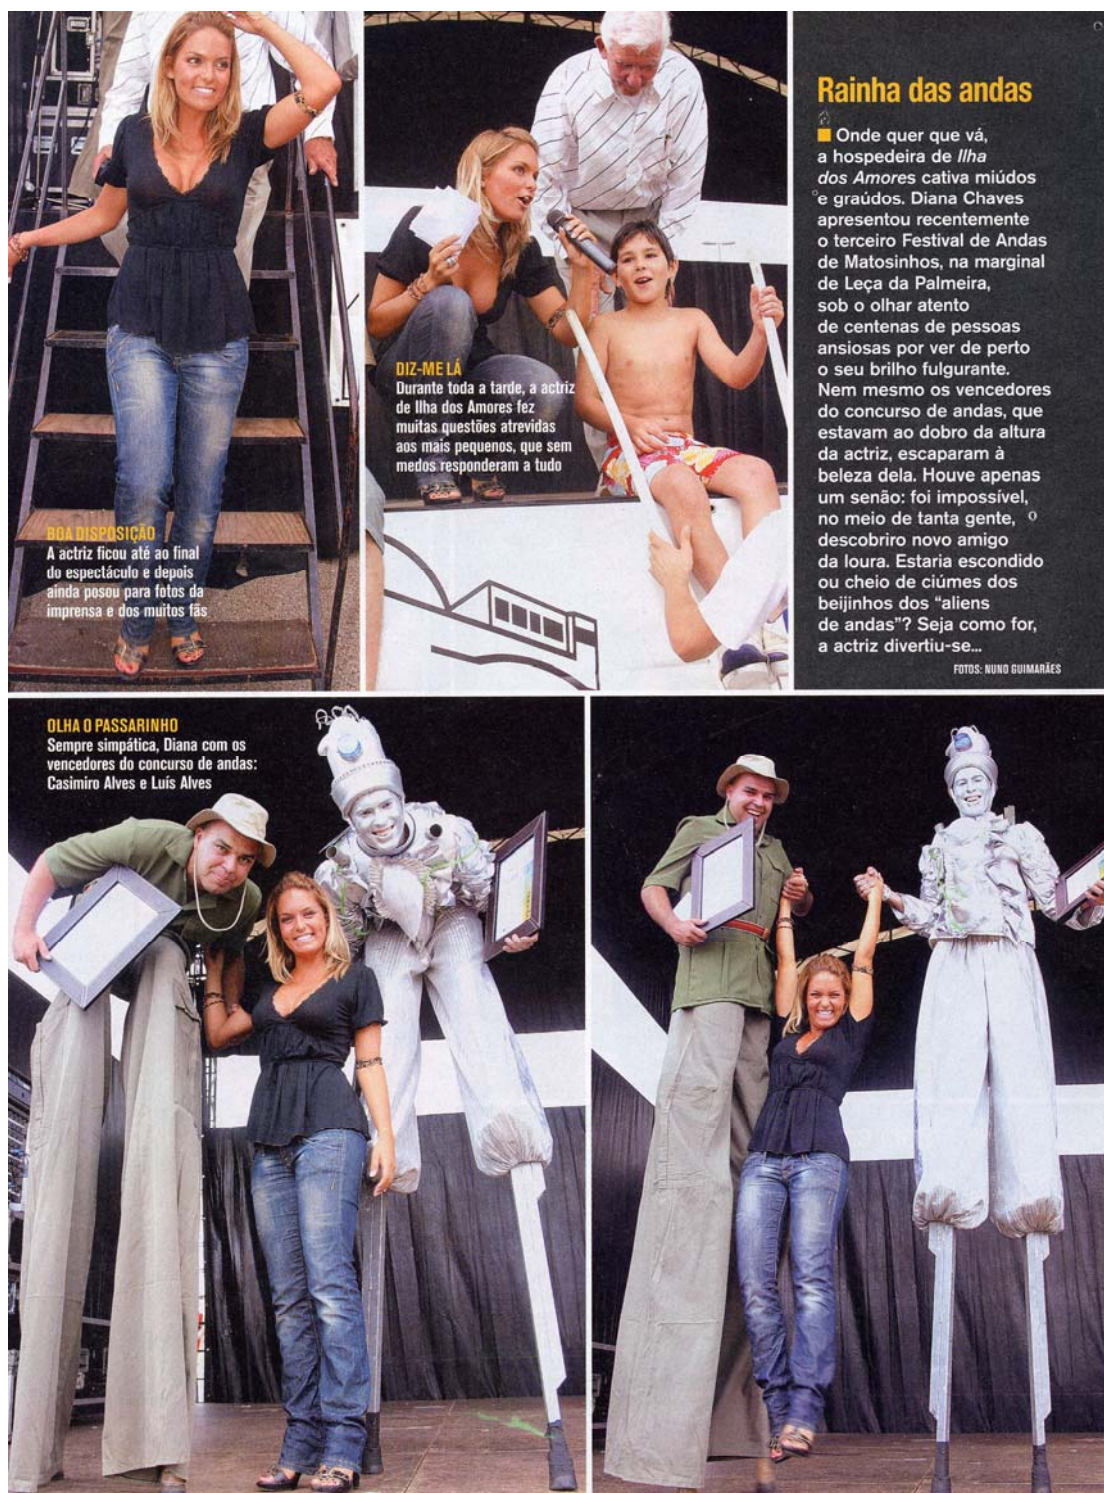 BOA DISPOSIÇÃO
A actriz ficou até ao final
do espectáculo e depois
ainda posou para fotos da
imprensa e dos muitos fãs
DIZ-ME LÁ
Durante toda a tarde, a actriz
de Ilha dos Amores fez
muitas questões atrevidas
aos mais pequenos, que sem
medos responderam a tudo
Rainha das andas
Onde quer que vá,
a hospedeira de Ilha
dos Amores cativa miúdos
e graúdos. Diana Chaves
apresentou recentemente
o terceiro Festival de Andas
de Matosinhos, na marginal
de Leça da Palmeira,
sob o olhar atento
de centenas de pessoas
ansiosas por ver de perto
o seu brilho fulgurante.
Nem mesmo os vencedores
do concurso de andas, que
estavam ao dobro da altura
da actriz, escaparam à
beleza dela. Houve apenas
um senão: foi impossível,
no meio de tanta gente,
descobriro novo amigo
da loura. Estaria escondido
ou cheio de ciúmes dos
beijinhos dos “aliens
de andas”? Seja como for,
a actriz divertiu-se...
FOTOS: NUNO GUIMARÃES
OLHA O PASSARINHO
Sempre simpática, Diana com os
vencedores do concurso de andas:
Casimiro Alves e Luís Alves